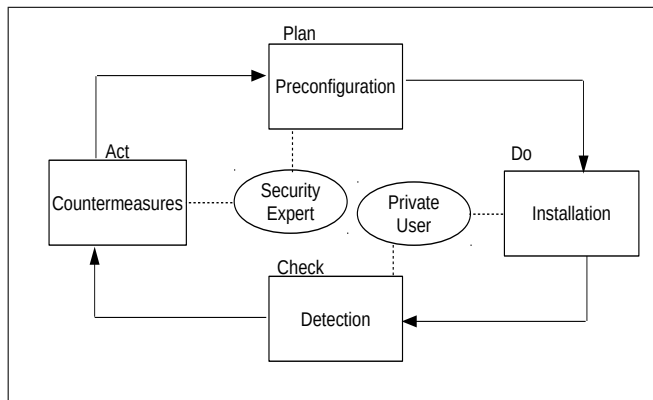 Plan
Preconfiguration
Act
Do
Countermeasures
Security
Expert
Private
User
Installation
Check
Detection